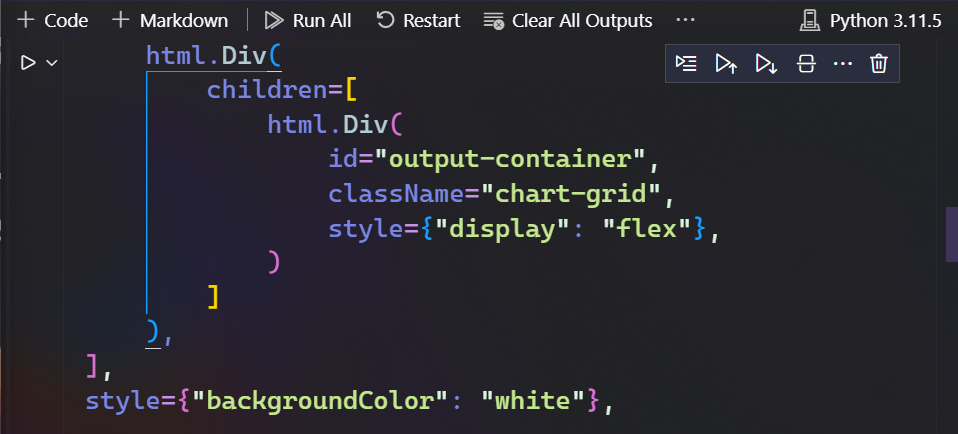 + Code + Markdown Run All Restart Clear All Outputs ... Python 3.11.5
html.Div(
children=[
html.Div(
id="output-container",
className="chart-grid",
style={"display": "flex"},
)
]
),
],
style={"backgroundColor": "white"},